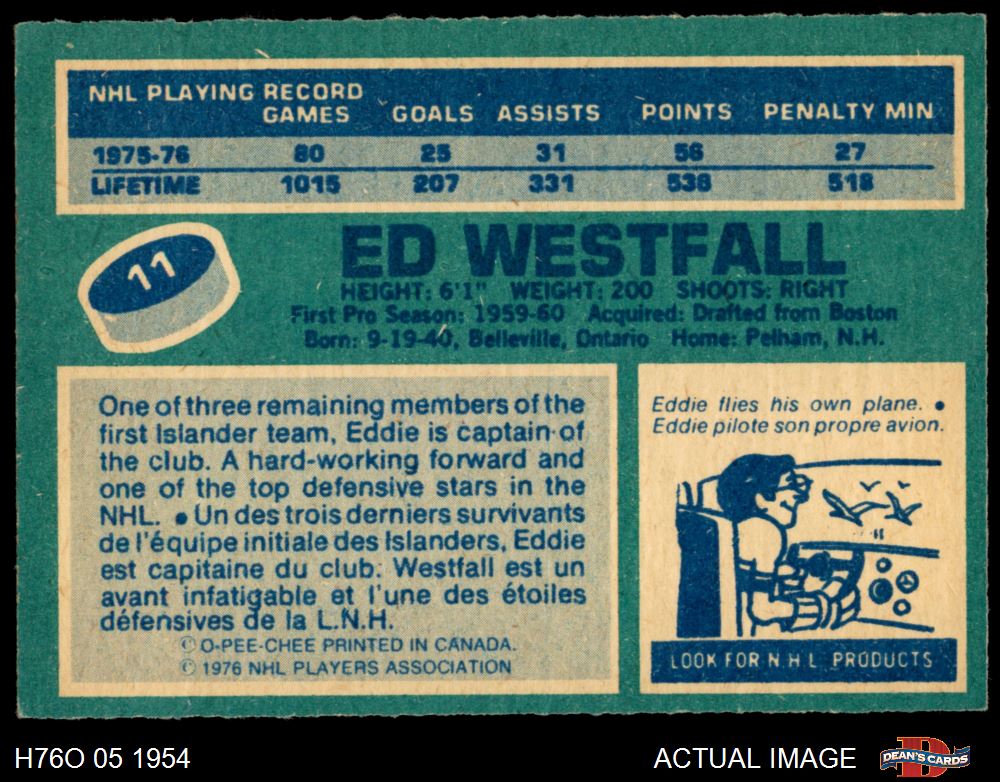 NHL PLAYING RECORD
GAMES GOALS ASSISTS POINTS PENALTY MIN
1975-76 80 25 31 56 27
LIFETIME 1015 207 331 538 518
11
ED WESTFALL
HEIGHT: 6'1" WEIGHT: 200 SHOOTS: RIGHT
First Pro Season: 1959-60 Acquired: Drafted from Boston
Born: 9-19-40, Belleville, Ontario Home: Pelham, N.H.
One of three remaining members of the
first Islander team, Eddie is captain of
the club. A hard-working forward and
one of the top defensive stars in the
NHL. • Un des trois derniers survivants
de l'équipe initiale des Islanders, Eddie
est capitaine du club. Westfall est un
avant infatigable et l'une des étoiles
défensives de la L.N.H.
© O-PEE-CHEE PRINTED IN CANADA.
© 1976 NHL PLAYERS ASSOCIATION
Eddie flies his own plane. •
Eddie pilote son propre avion.
LOOK FOR N H L PRODUCTS
H76O 05 1954
ACTUAL IMAGE
DEAN'S CARDS